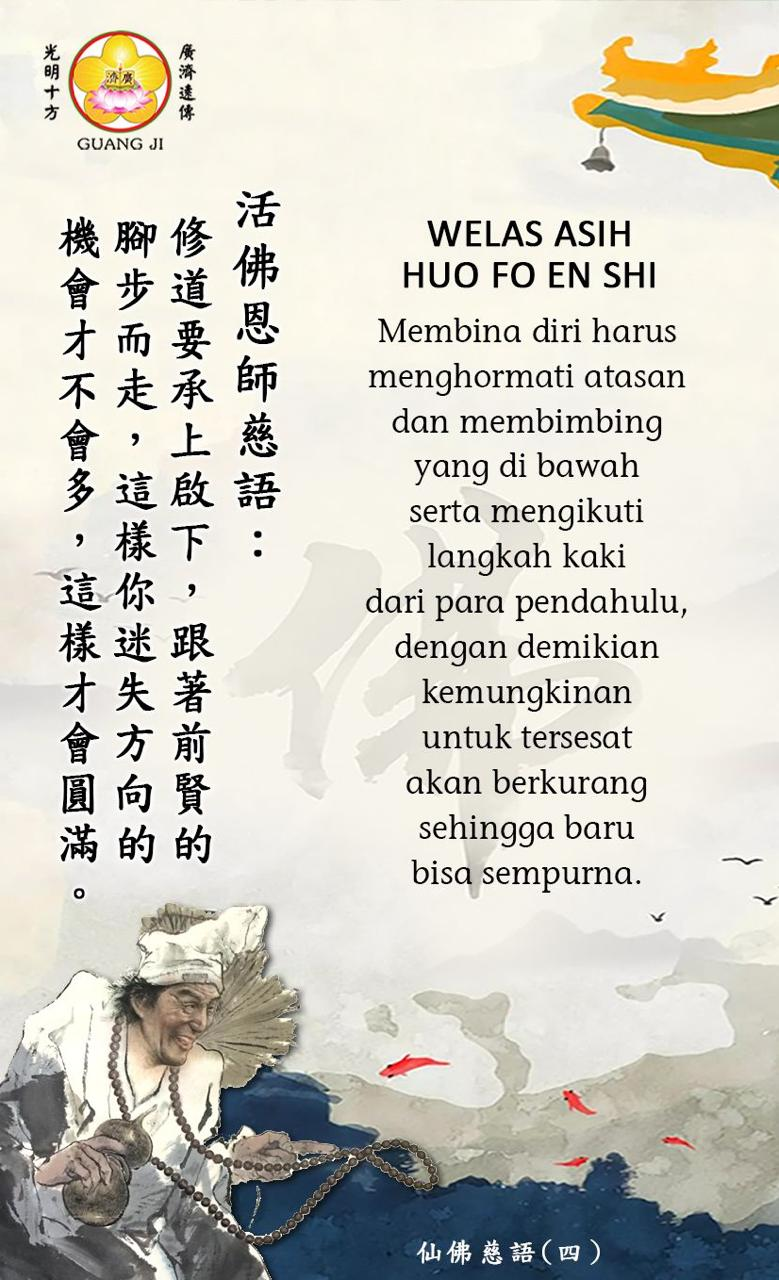 廣濟遠傳
光明十方
廣濟
GUANG JI
活佛恩師慈語：
修道要承上啟下，跟著前賢的
腳步而走，這樣你迷失方向的
機會才不會多，這樣才會圓滿。
WELAS ASIH
HUO FO EN SHI
Membina diri harus
menghormati atasan
dan membimbing
yang di bawah
serta mengikuti
langkah kaki
dari para pendahulu,
dengan demikian
kemungkinan
untuk tersesat
akan berkurang
sehingga baru
bisa sempurna.
佛
仙佛慈語(四)